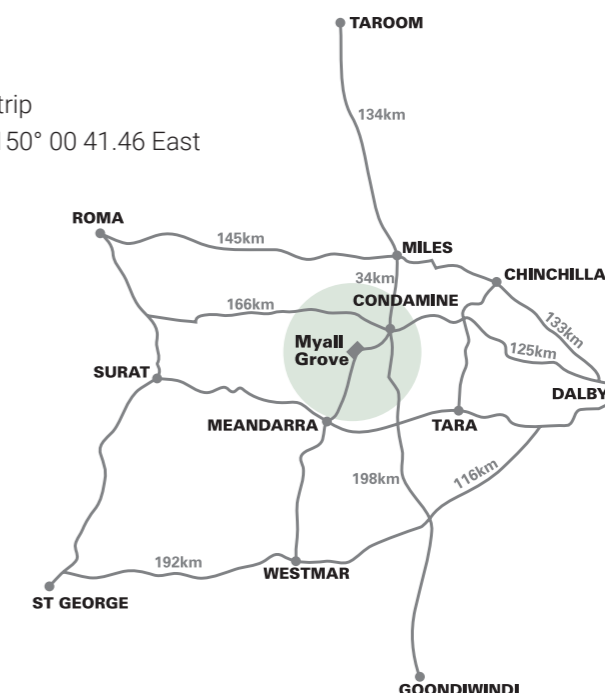 TAROOM
trip
134km
150° 00 41.46 East
ROMA
145km
MILES
CHINCHILLA
34km
166km
CONDAMINE
133km
Myall
Grove
125km
SURAT
DALBY
MEANDARRA
TARA
198km
116km
192km
WESTMAR
ST GEORGE
GOONDIWINDI